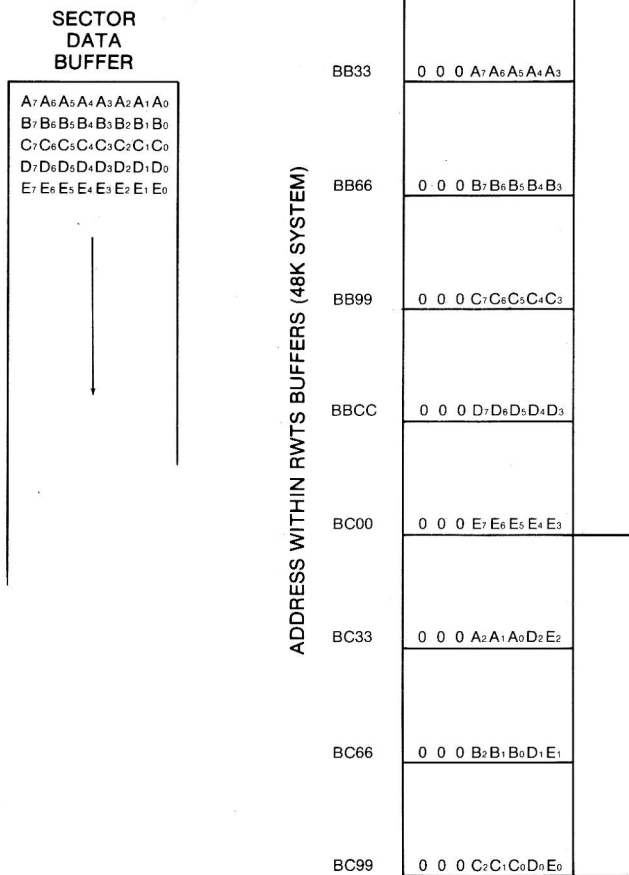 SECTOR
DATA
BUFFER
A7 A6 A5 A4 A3 A2 A1 A0
B7 B6 B5 B4 B3 B2 B1 B0
C7 C6 C5 C4 C3 C2 C1 C0
D7 D6 D5 D4 D3 D2 D1 D0
E7 E6 E5 E4 E3 E2 E1 E0
ADDRESS WITHIN RWTS BUFFERS (48K SYSTEM)
BB33 0 0 0 A7 A6 A5 A4 A3
BB66 0 0 0 B7 B6 B5 B4 B3
BB99 0 0 0 C7 C6 C5 C4 C3
BBCC 0 0 0 D7 D6 D5 D4 D3
BC00 0 0 0 E7 E6 E5 E4 E3
BC33 0 0 0 A2 A1 A0 D2 E2
BC66 0 0 0 B2 B1 B0 D1 E1
BC99 0 0 0 C2 C1 C0 D0 E0